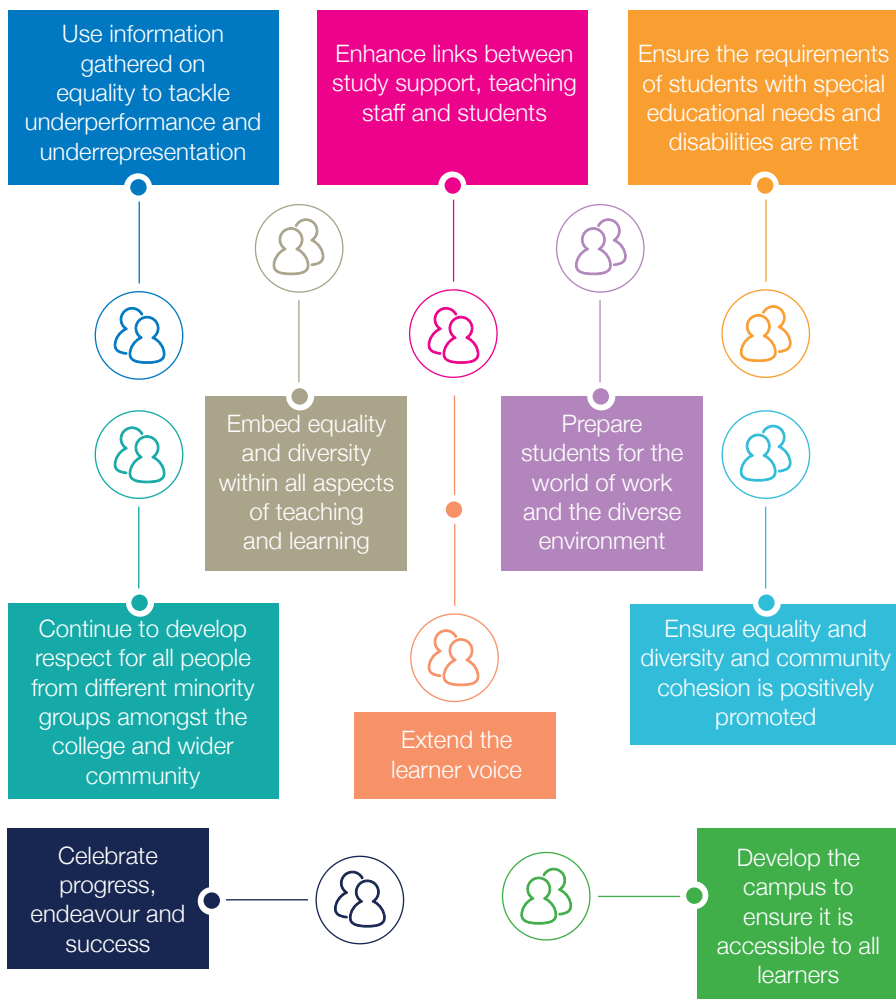 Use information
gathered on
equality to tackle
underperformance and
underrepresentation
Enhance links between
study support, teaching
staff and students
Ensure the requirements
of students with special
educational needs and
disabilities are met
Embed equality
and diversity
within all aspects
of teaching
and learning
Prepare
students for the
world of work
and the diverse
environment
Continue to develop
respect for all people
from different minority
groups amongst the
college and wider
community
Extend the
learner voice
Ensure equality and
diversity and community
cohesion is positively
promoted
Celebrate
progress,
endeavour and
success
Develop the
campus to
ensure it is
accessible to all
learners